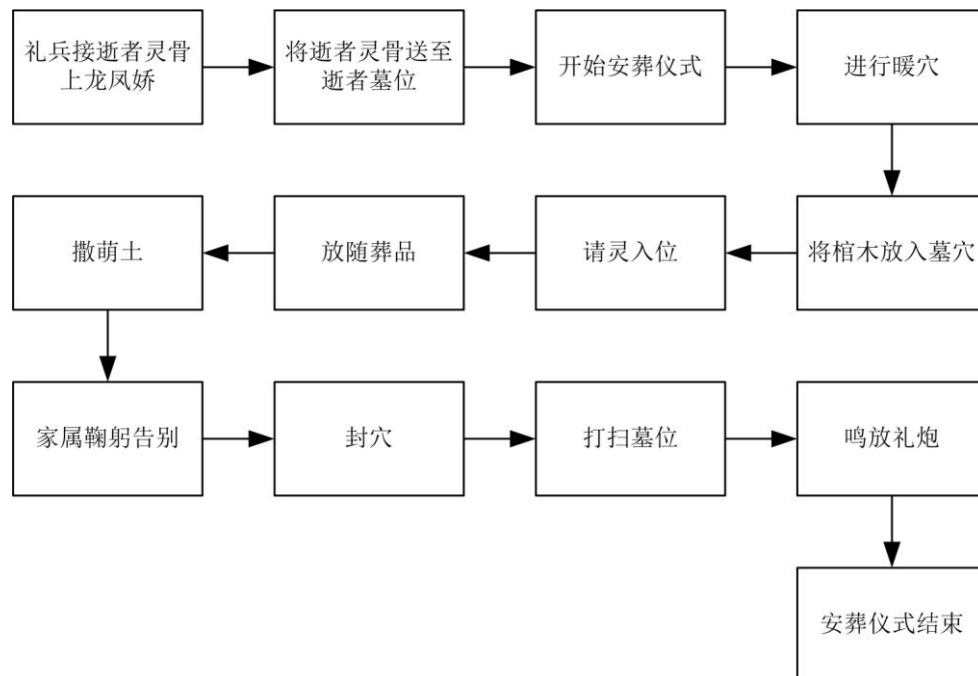 礼兵接逝者灵骨
上龙凤娇
将逝者灵骨送至
逝者墓位
开始安葬仪式
进行暖穴
将棺木放入墓穴
请灵入位
放随葬品
撒萌土
家属鞠躬告别
封穴
打扫墓位
鸣放礼炮
安葬仪式结束